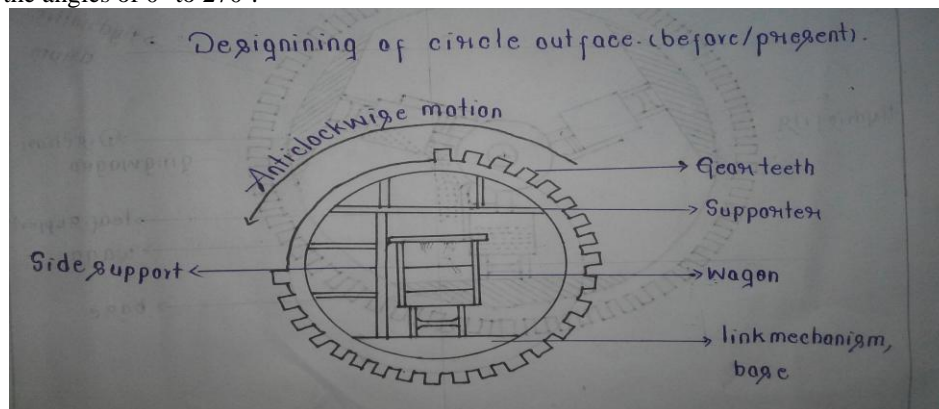 the angles of 0° to 270°.
Designining of circle outface. (before/present).
Anticlockwise motion
Gear teeth
Supporter
Side support
wagon
link mechanism,
base